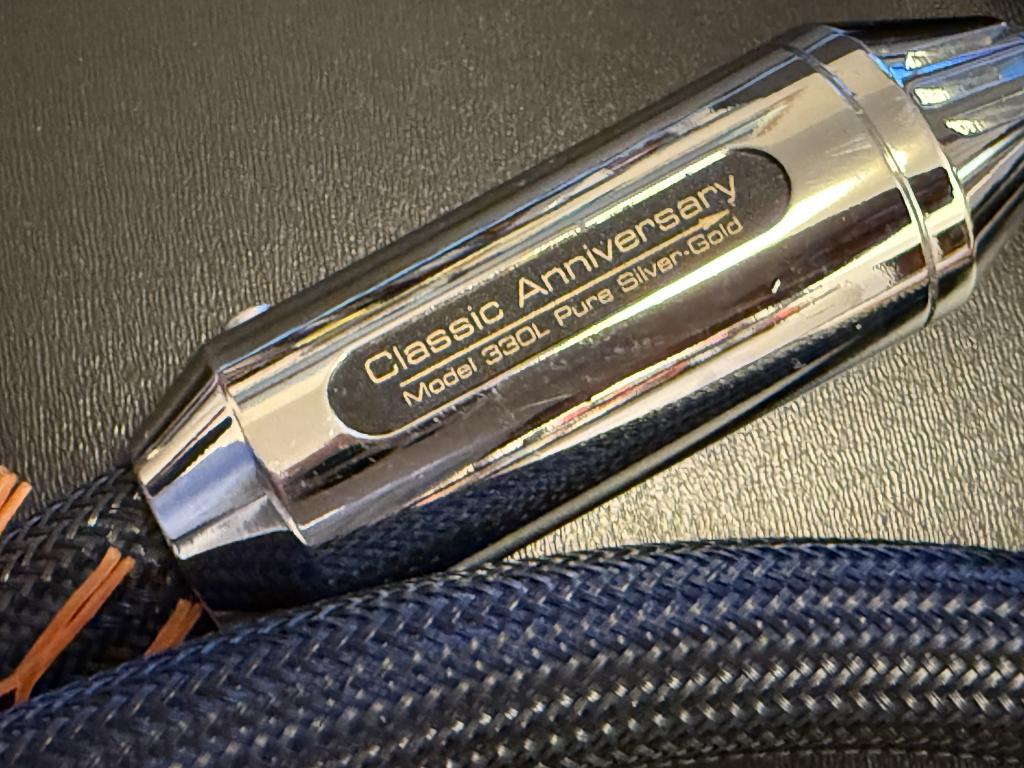 Classic Anniversary
Model 330L Pure Silver-Gold